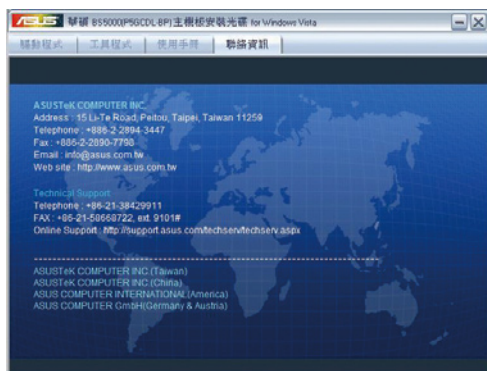 ASUS 華碩 BS5000(P5GCDL-BP)主機板安裝光碟 for Windows Vista
驅動程式 工具程式 使用手冊 聯絡資訊
ASUSTeK COMPUTER INC.
Address : 15 Li-Te Road, Peitou, Taipei, Taiwan 11259
Telephone : +886-2-2894-3447
Fax : +886-2-2890-7798
Email : info@asus.com.tw
Web site : http://www.asus.com.tw
Technical Support
Telephone : +86-21-38429911
FAX : +86-21-58668722, ext. 9101#
Online Support : http://support.asus.com/techserv/techserv.aspx
ASUSTeK COMPUTER INC.(Taiwan)
ASUSTeK COMPUTER INC.(China)
ASUS COMPUTER INTERNATIONAL(America)
ASUS COMPUTER GmbH(Germany & Austria)